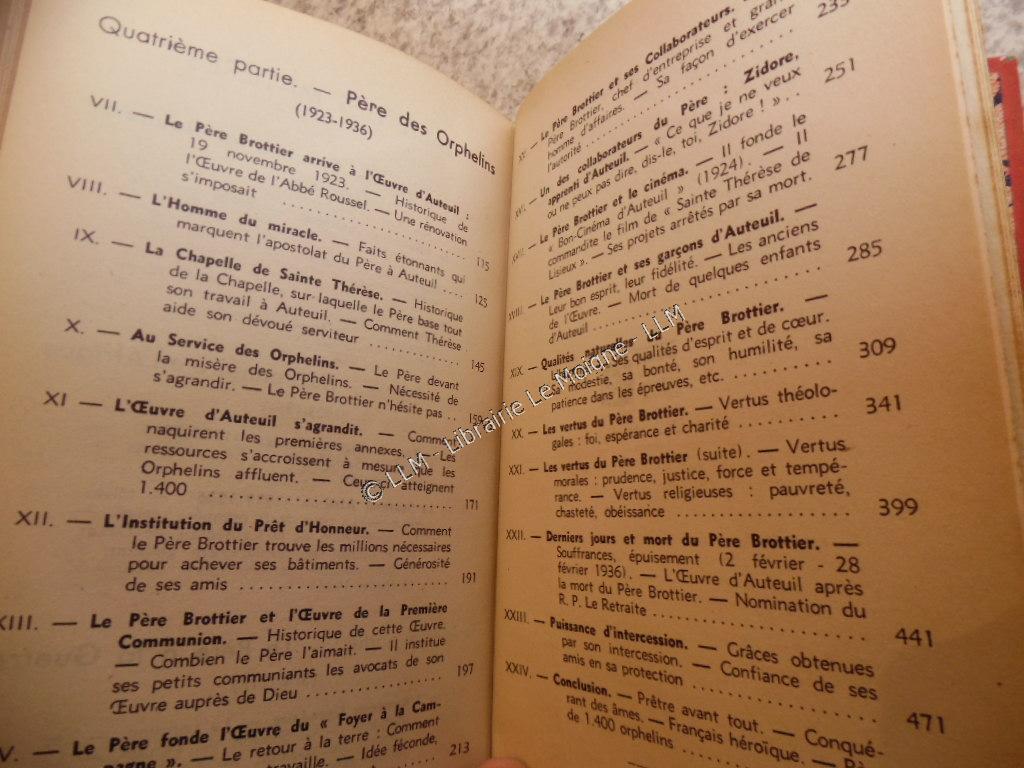 Quatrième partie. — Père des Orphelins
(1923-1936)
VII. — Le Père Brottier arrive à l'Œuvre d'Auteuil :
19 novembre 1923. — Historique de
l'Œuvre de l'Abbé Roussel. — Une rénovation
s'imposait .................... 115
VIII. — L'Homme du miracle. — Faits étonnants qui
marquent l'apostolat du Père à Auteuil .... 125
IX. — La Chapelle de Sainte Thérèse. — Historique
de la Chapelle, sur laquelle le Père base tout
son travail à Auteuil. — Comment Thérèse
aide son dévoué serviteur .............. 145
X. — Au Service des Orphelins. — Le Père devant
la misère des Orphelins. — Nécessité de
s'agrandir. — Le Père Brottier n'hésite pas .. 159
XI — L'Œuvre d'Auteuil s'agrandit. — Comment
naquirent les premières annexes. — Les
ressources s'accroissent à mesure que les
Orphelins affluent. — Ceux-ci atteignent
1.400 .................... 171
XII. — L'Institution du Prêt d'Honneur. — Comment
le Père Brottier trouve les millions nécessaires
pour achever ses bâtiments. — Générosité
de ses amis .................... 191
XIII. — Le Père Brottier et l'Œuvre de la Première
Communion. — Historique de cette Œuvre.
— Combien le Père l'aimait. — Il institue
ses petits communiants les avocats de son
Œuvre auprès de Dieu .............. 197
V. — Le Père fonde l'Œuvre du « Foyer à la Cam-
pagne ». — Le retour à la terre : Comment
travaille. — Idée féconde, 213
XV. — Le Père Brottier et ses Collaborateurs. —
Père Brottier, chef d'entreprise et grand
homme d'affaires. — Sa façon d'exercer
l'autorité .................... 235
XVI. — Un des collaborateurs du Père : Zidore,
apprenti d'Auteuil. — « Ce que je ne veux
ou ne peux pas dire, dis-le, toi, Zidore ! » .. 251
XVII. — Le Père Brottier et le cinéma. — Il fonde le
« Bon-Cinéma d'Auteuil » (1924). — Il
commandite le film de « Sainte Thérèse de
Lisieux ». — Ses projets arrêtés par sa mort. 277
XVIII. — Le Père Brottier et ses garçons d'Auteuil. —
Leur bon esprit, leur fidélité. — Les anciens
de l'Œuvre. — Mort de quelques enfants
d'Auteuil .................... 285
XIX. — Qualités naturelles Père Brottier. —
Ses qualités d'esprit et de cœur.
Sa modestie, sa bonté, son humilité, sa
patience dans les épreuves, etc. ............ 309
XX. — Les vertus du Père Brottier. — Vertus théolo-
gales : foi, espérance et charité .......... 341
XXI. — Les vertus du Père Brottier (suite). — Vertus
morales : prudence, justice, force et tempé-
rance. — Vertus religieuses : pauvreté,
chasteté, obéissance .................... 399
XXII. — Derniers jours et mort du Père Brottier. —
Souffrances, épuisement (2 février - 28
février 1936). — L'Œuvre d'Auteuil après
la mort du Père Brottier. — Nomination du
R. P. Le Retraite .................... 441
XXIII. — Puissance d'intercession. — Grâces obtenues
par son intercession. — Confiance de ses
amis en sa protection .................... 471
XXIV. — Conclusion. — Prêtre avant tout. — Conqué-
rant des âmes. — Français héroïque. —
de 1.400 orphelins ..........
© LLM - Librairie Le Moigne - LLM